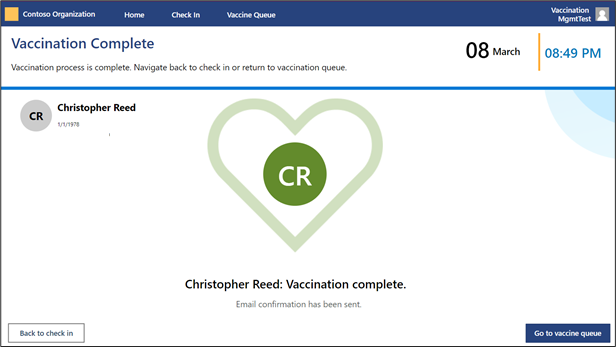 Contoso Organization Home Check In Vaccine Queue Vaccination
MgmtTest
Vaccination Complete
08 March 08:49 PM
Vaccination process is complete. Navigate back to check in or return to vaccination queue.
CR Christopher Reed
1/1/1978
CR
Christopher Reed: Vaccination complete.
Email confirmation has been sent.
Back to check in Go to vaccine queue